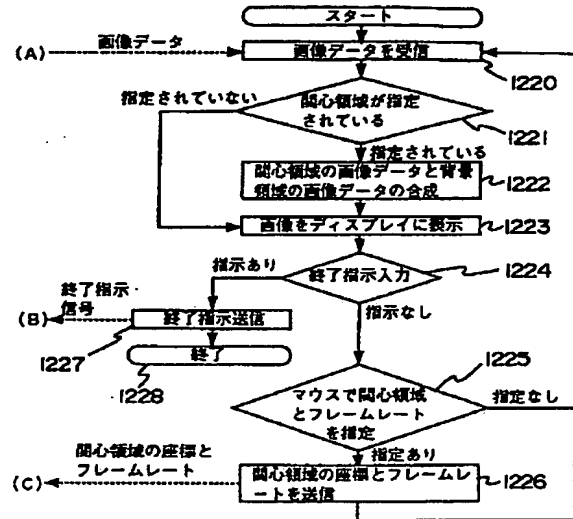 スタート
(A)
画像データ
画像データを受信
1220
指定されていない
関心領域が指定
されている
1221
指定されている
関心領域の画像データと背景
領域の画像データの合成
1222
画像をディスプレイに表示
1223
指示あり
終了指示入力
1224
終了指示
信号
(B)
終了指示送信
指示なし
1227
終了
1228
1225
マウスで関心領域
とフレームレート
を指定
指定なし
関心領域の座標と
フレームレート
指定あり
(C)
関心領域の座標とフレームレ
ートを送信
1226